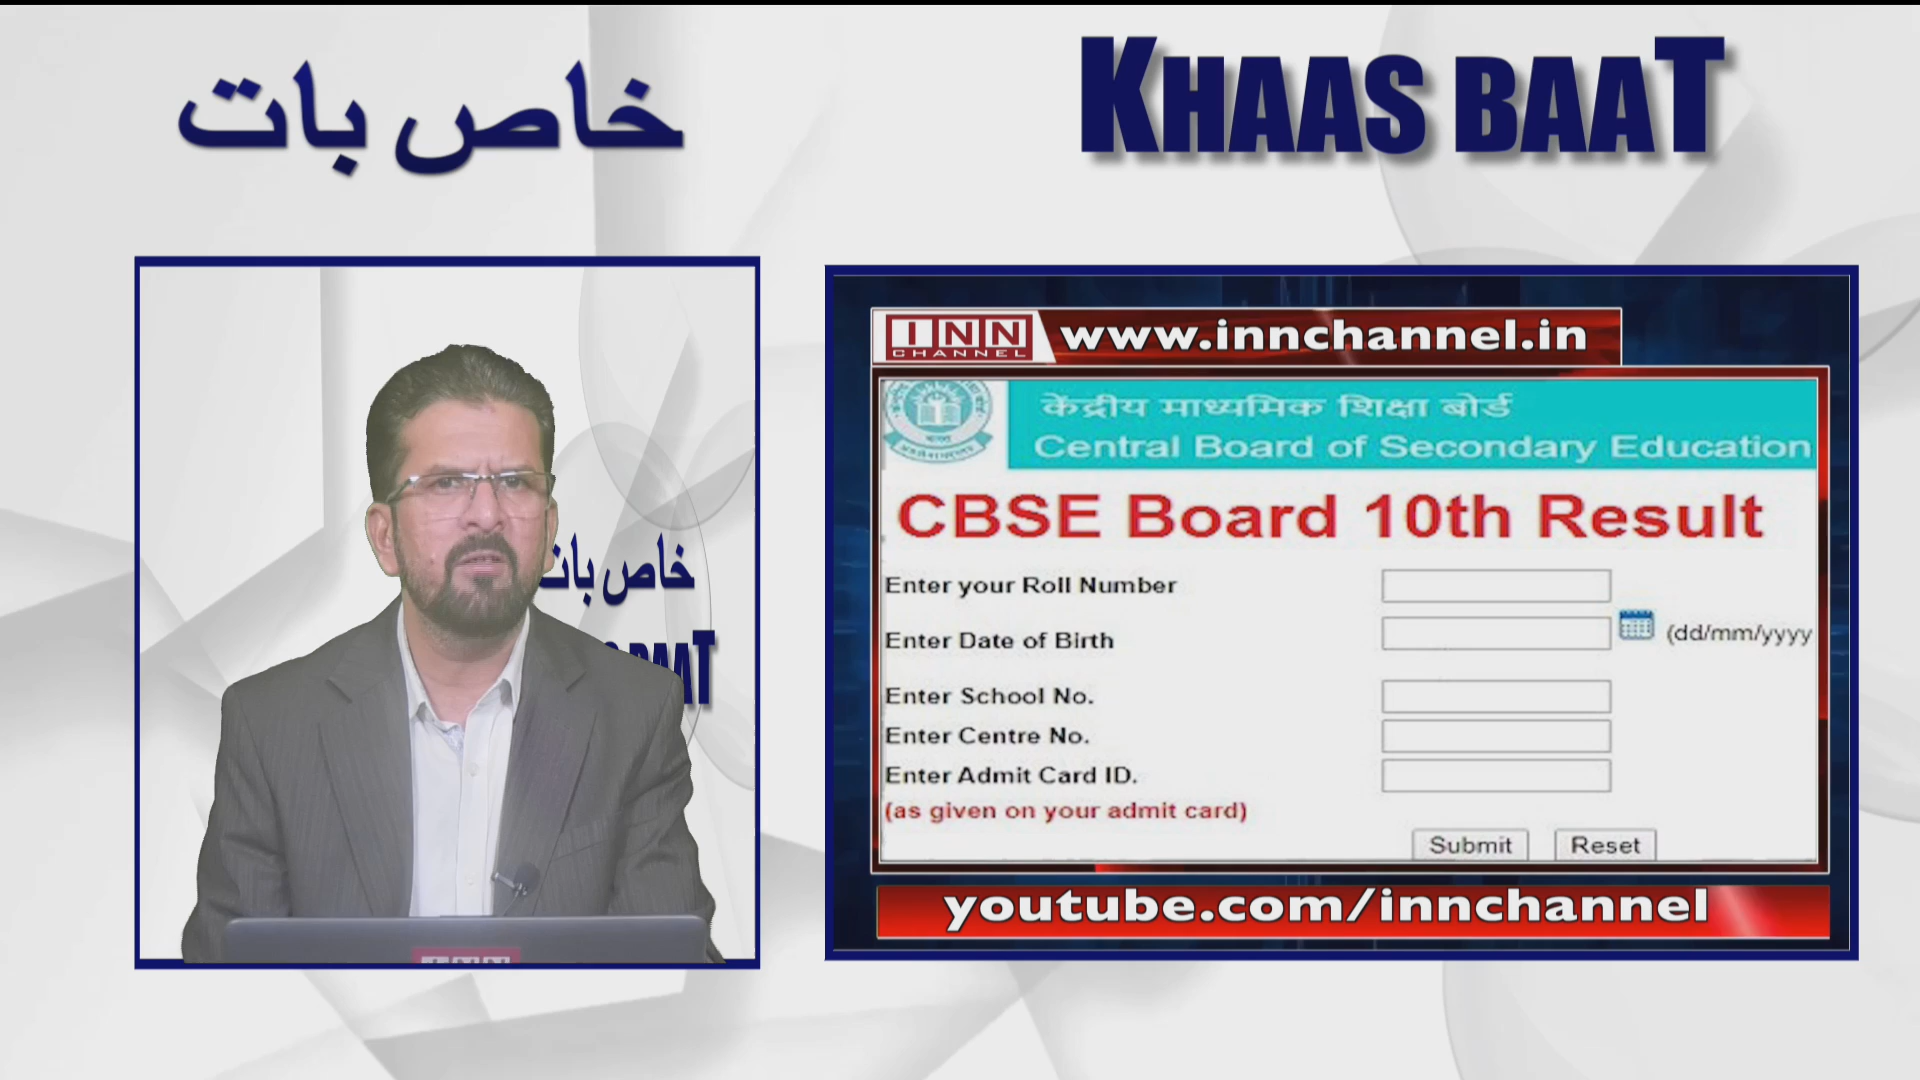 خاص بات
KHAAS BAAT
خاص بات
BAAT
INN
INN
CHANNEL
www.innchannel.in
केंद्रीय माध्यमिक शिक्षा बोर्ड
Central Board of Secondary Education
CBSE Board 10th Result
Enter your Roll Number
Enter Date of Birth
(dd/mm/yyyy
Enter School No.
Enter Centre No.
Enter Admit Card ID.
(as given on your admit card)
Submit
Reset
youtube.com/innchannel